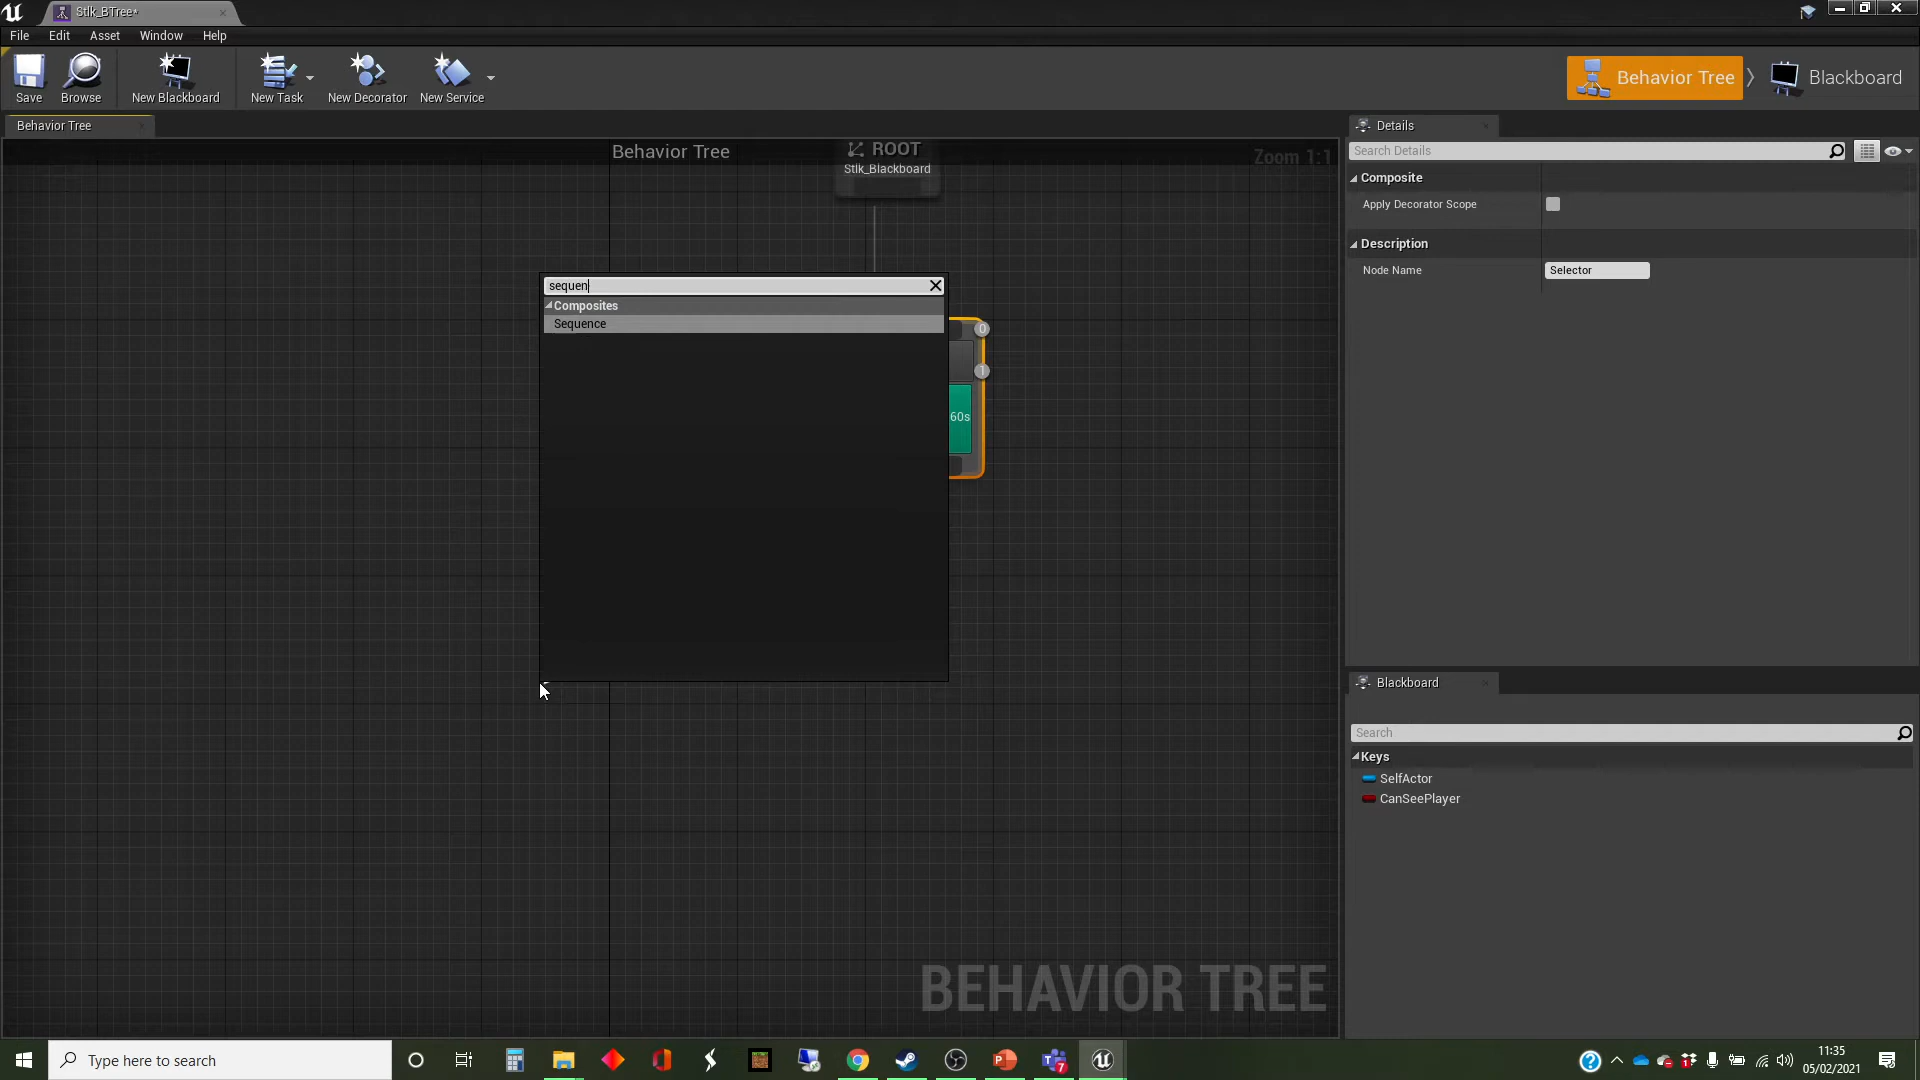 Stlk_BTree*
File Edit Asset Window Help
Save Browse New Blackboard New Task New Decorator New Service
Behavior Tree Blackboard
Behavior Tree
Behavior Tree
Zoom 1:1
ROOT
Stlk_Blackboard
sequen
Composites
Sequence
0
1
60s
BEHAVIOR TREE
Details
Search Details
Composite
Apply Decorator Scope
Description
Node Name Selector
Blackboard
Search
Keys
SelfActor
CanSeePlayer
Type here to search
7
11:35
05/02/2021